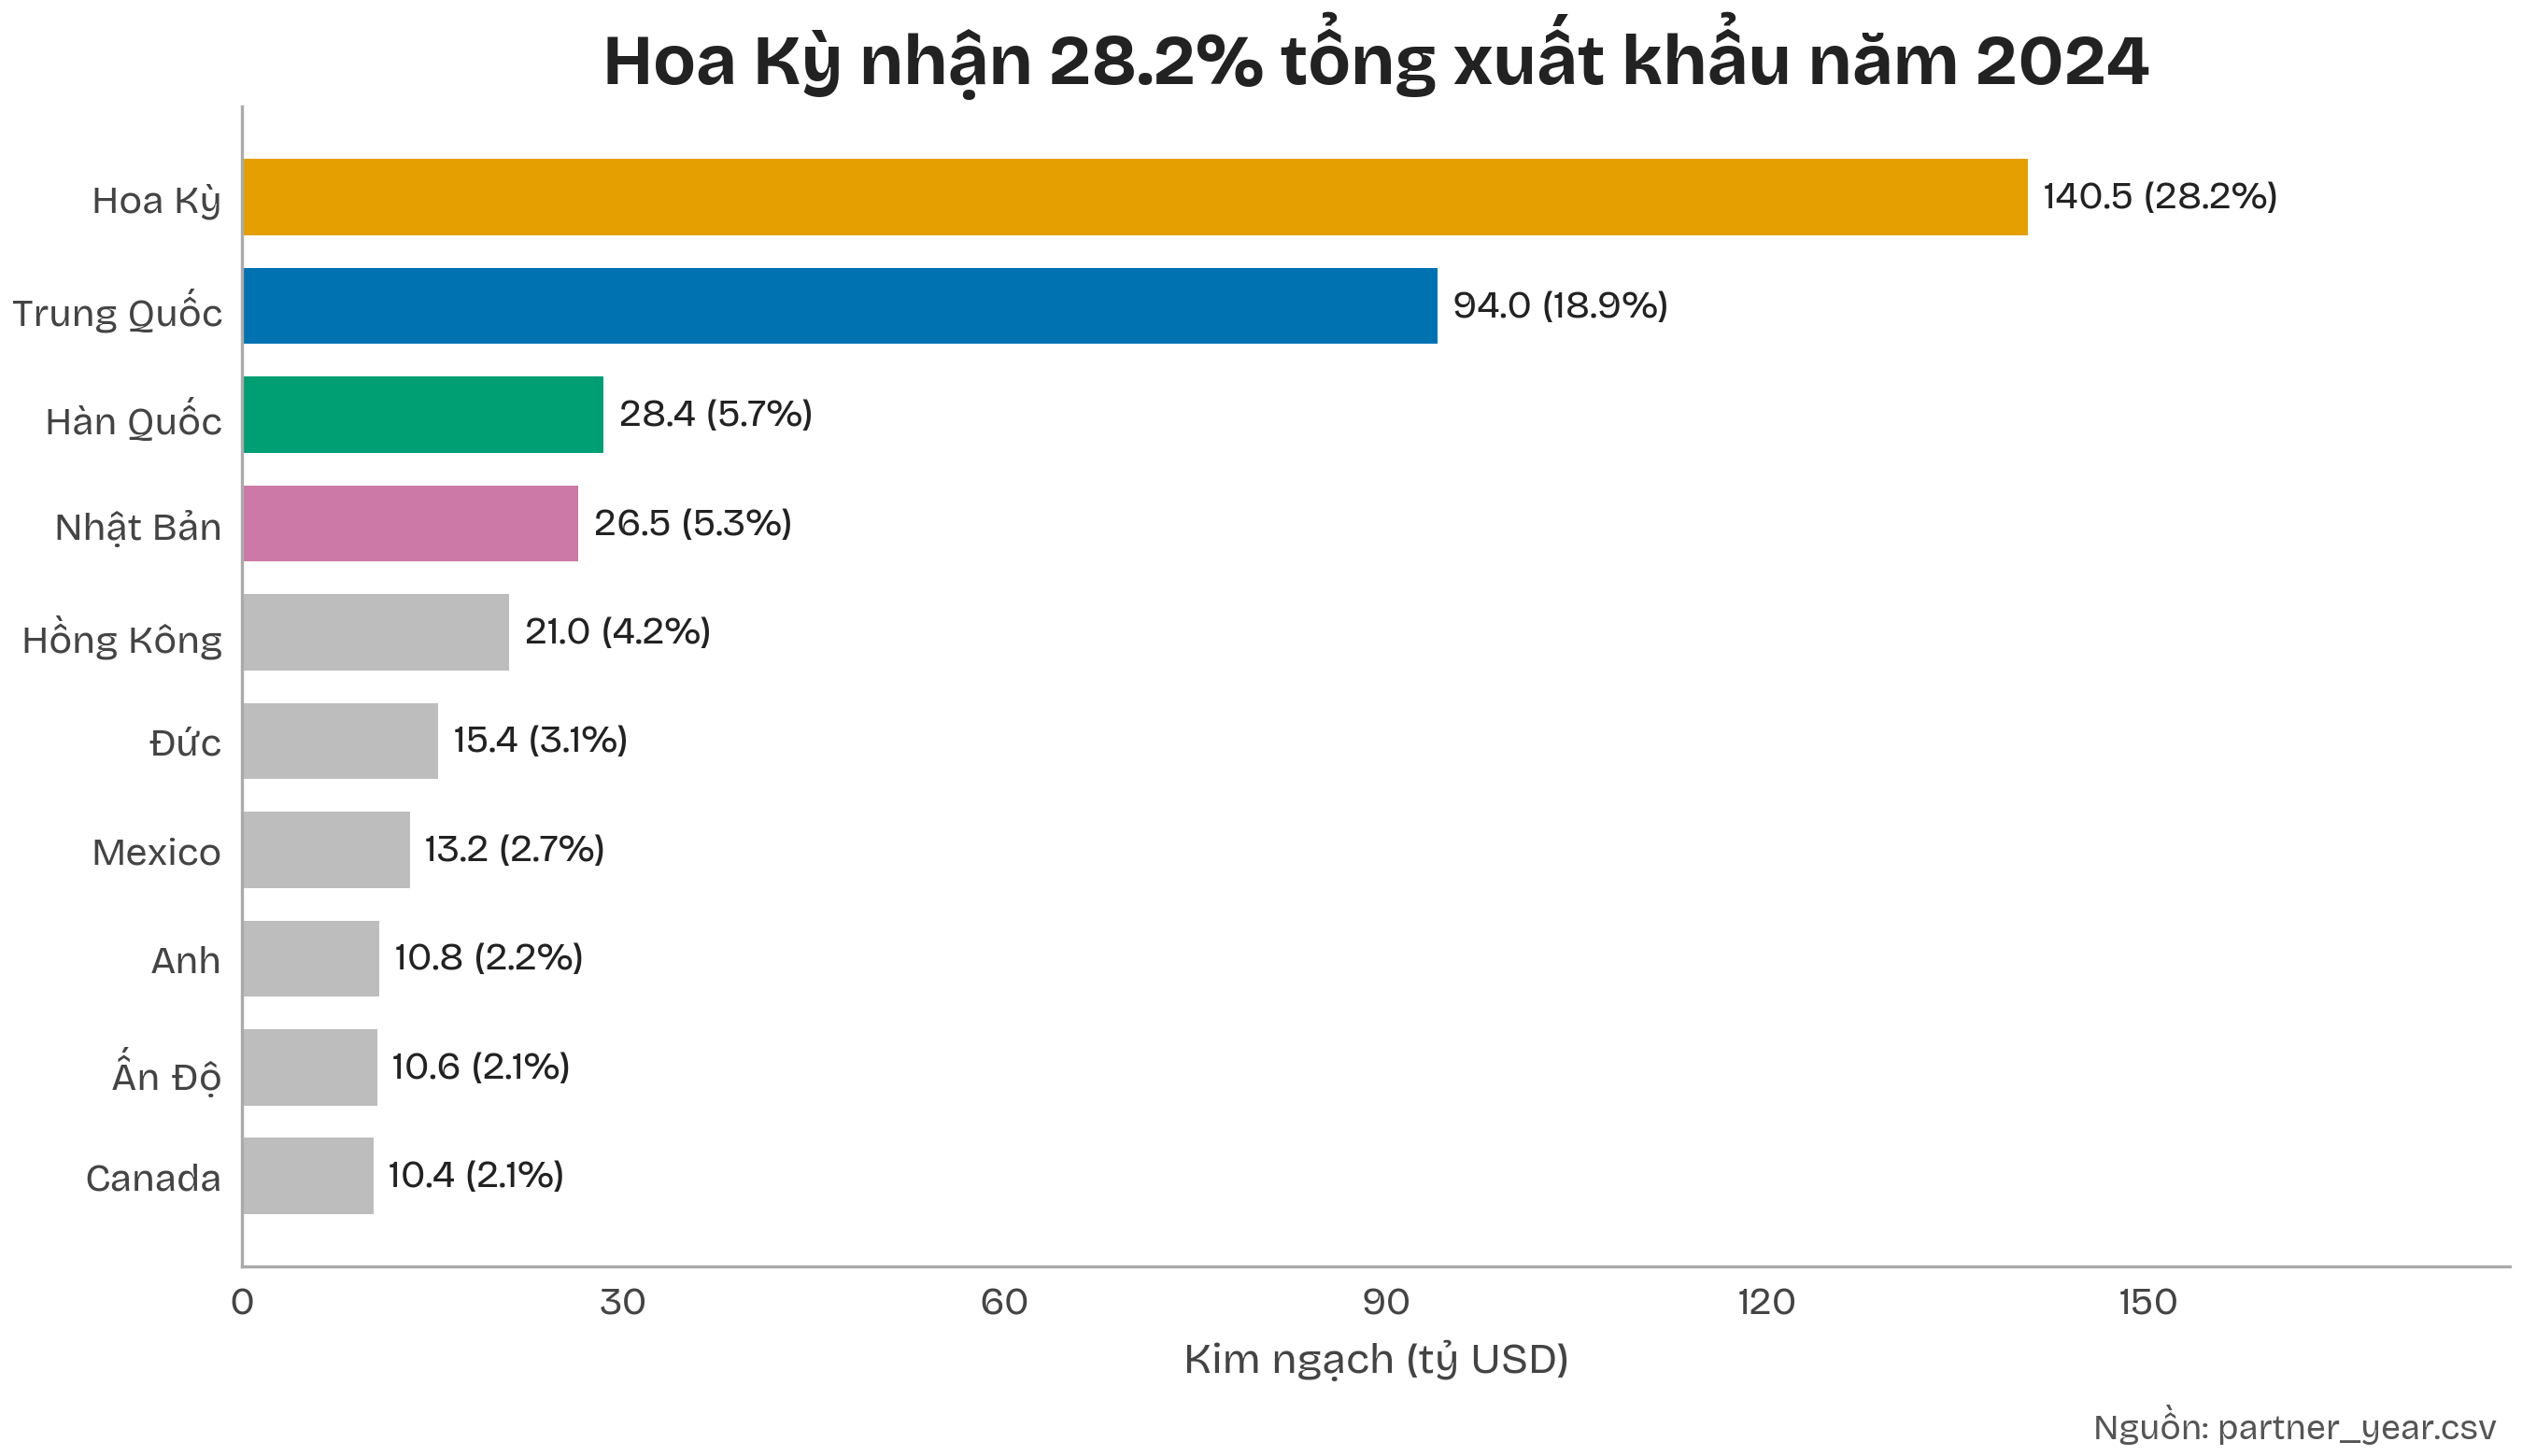 Hoa Kỳ nhận 28.2% tổng xuất khẩu năm 2024
Hoa Kỳ 140.5 (28.2%)
Trung Quốc 94.0 (18.9%)
Hàn Quốc 28.4 (5.7%)
Nhật Bản 26.5 (5.3%)
Hồng Kông 21.0 (4.2%)
Đức 15.4 (3.1%)
Mexico 13.2 (2.7%)
Anh 10.8 (2.2%)
Ấn Độ 10.6 (2.1%)
Canada 10.4 (2.1%)
0 30 60 90 120 150
Kim ngạch (tỷ USD)
Nguồn: partner_year.csv